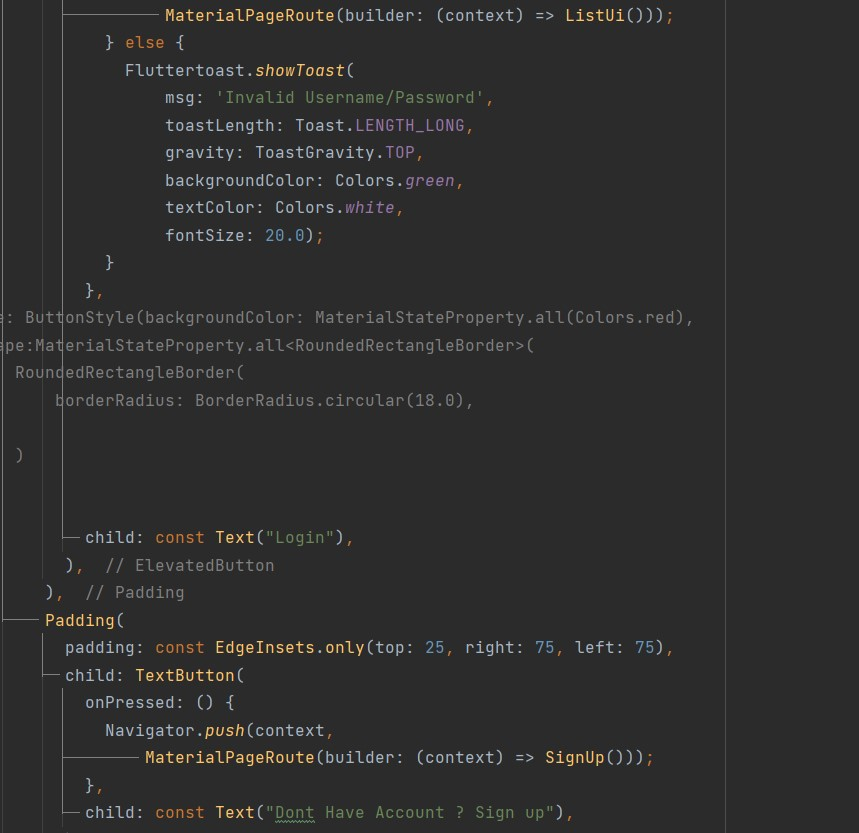 MaterialPageRoute(builder: (context) => ListUi()));
} else {
Fluttertoast.showToast(
msg: 'Invalid Username/Password',
toastLength: Toast.LENGTH_LONG,
gravity: ToastGravity.TOP,
backgroundColor: Colors.green,
textColor: Colors.white,
fontSize: 20.0);
}
},
e: ButtonStyle(backgroundColor: MaterialStateProperty.all(Colors.red),
ape:MaterialStateProperty.all<RoundedRectangleBorder>(
RoundedRectangleBorder(
borderRadius: BorderRadius.circular(18.0),
)
child: const Text("Login"),
), // ElevatedButton
), // Padding
Padding(
padding: const EdgeInsets.only(top: 25, right: 75, left: 75),
child: TextButton(
onPressed: () {
Navigator.push(context,
MaterialPageRoute(builder: (context) => SignUp()));
},
child: const Text("Dont Have Account ? Sign up"),